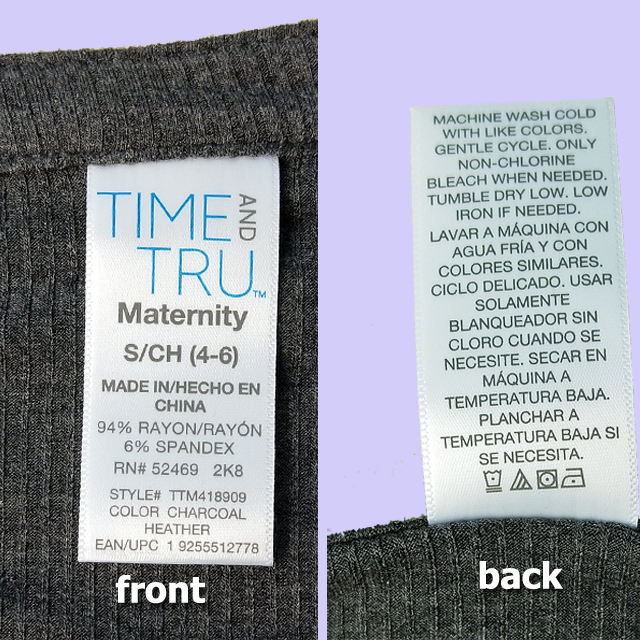 TIME AND
TRU™
Maternity
S/CH (4-6)
MADE IN/HECHO EN
CHINA
94% RAYON/RAYÓN
6% SPANDEX
RN# 52469 2K8
STYLE# TTM418909
COLOR CHARCOAL
HEATHER
EAN/UPC 1 9255512778
front
MACHINE WASH COLD
WITH LIKE COLORS.
GENTLE CYCLE. ONLY
NON-CHLORINE
BLEACH WHEN NEEDED.
TUMBLE DRY LOW. LOW
IRON IF NEEDED.
LAVAR A MÁQUINA CON
AGUA FRÍA Y CON
COLORES SIMILARES.
CICLO DELICADO. USAR
SOLAMENTE
BLANQUEADOR SIN
CLORO CUANDO SE
NECESITE. SECAR EN
MÁQUINA A
TEMPERATURA BAJA.
PLANCHAR A
TEMPERATURA BAJA SI
SE NECESITA.
back